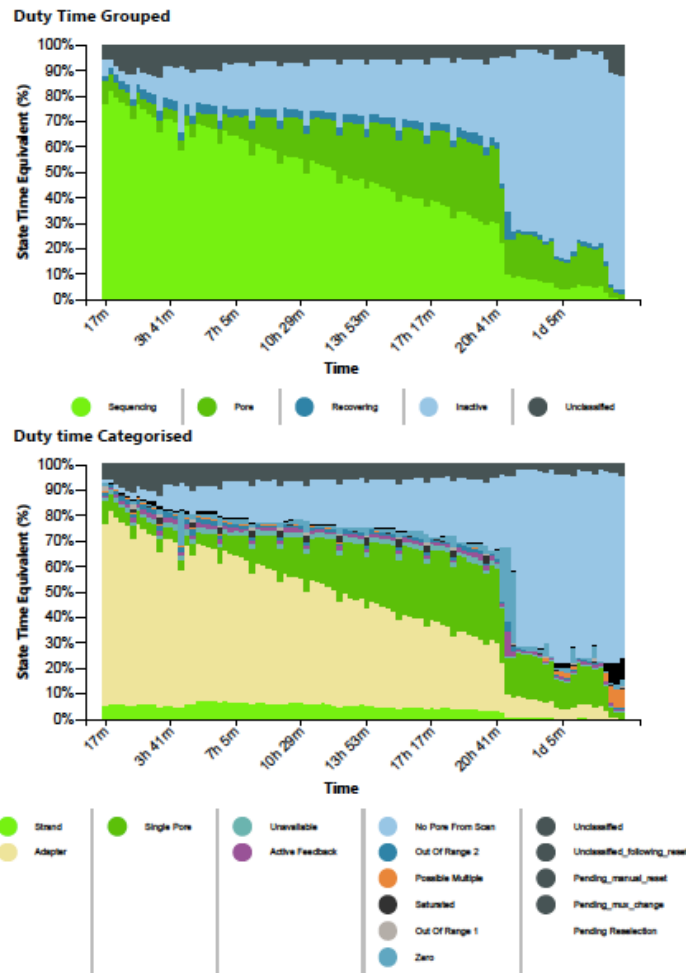 Duty Time Grouped
100%
90%
80%
70%
60%
50%
40%
30%
20%
10%
0%
State Time Equivalent (%)
17m 3h 41m 7h 5m 10h 29m 13h 53m 17h 17m 20h 41m 1d 5m
Time
Sequencing Pore Recovering Inactive Unclassified
Duty time Categorised
100%
90%
80%
70%
60%
50%
40%
30%
20%
10%
0%
State Time Equivalent (%)
17m 3h 41m 7h 5m 10h 29m 13h 53m 17h 17m 20h 41m 1d 5m
Time
Strand Single Pore Unavailable No Pore From Scan Unclassified
Adapter Active Feedback Out Of Range 2 Unclassified_following_reset
Possible Multiple Pending_manual_reset
Saturated Pending_mux_change
Out Of Range 1 Pending Reselection
Zero